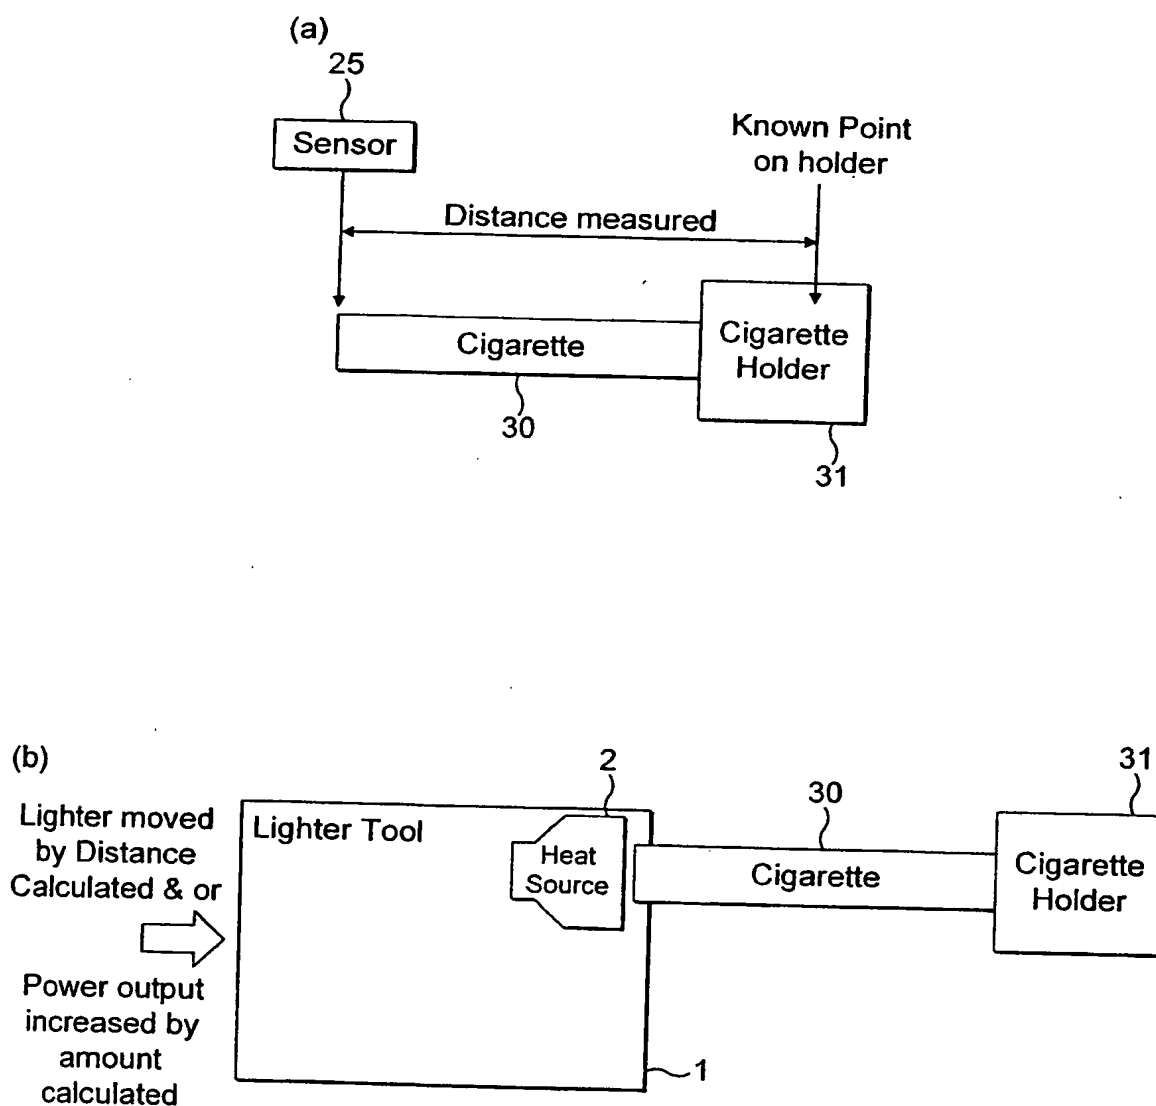 (a)
25
Sensor
Known Point
on holder
Distance measured
Cigarette
Cigarette
Holder
30
31
(b)
2
30
31
Lighter moved
by Distance
Calculated & or
Lighter Tool
Heat
Source
Cigarette
Cigarette
Holder
Power output
increased by
amount
calculated
1